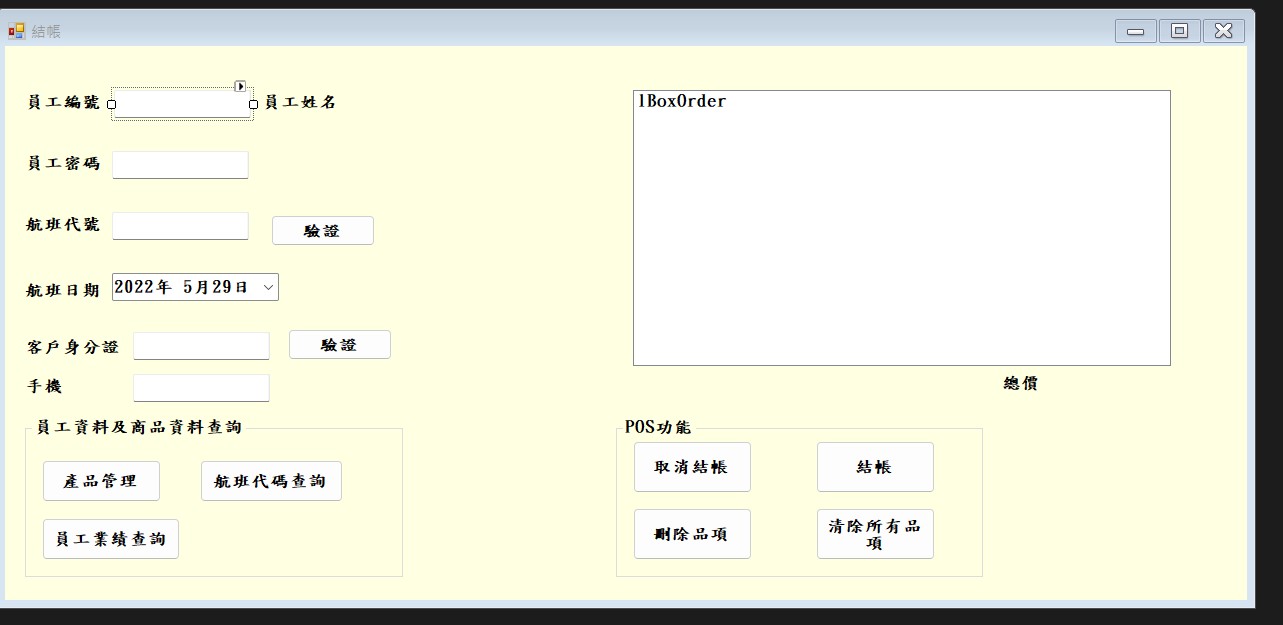 結帳
員工編號
員工姓名
lBoxOrder
員工密碼
航班代號
驗證
航班日期
2022年 5月29日
客戶身分證
驗證
手機
總價
員工資料及商品資料查詢
產品管理
航班代碼查詢
員工業績查詢
POS功能
取消結帳
結帳
刪除品項
清除所有品
項